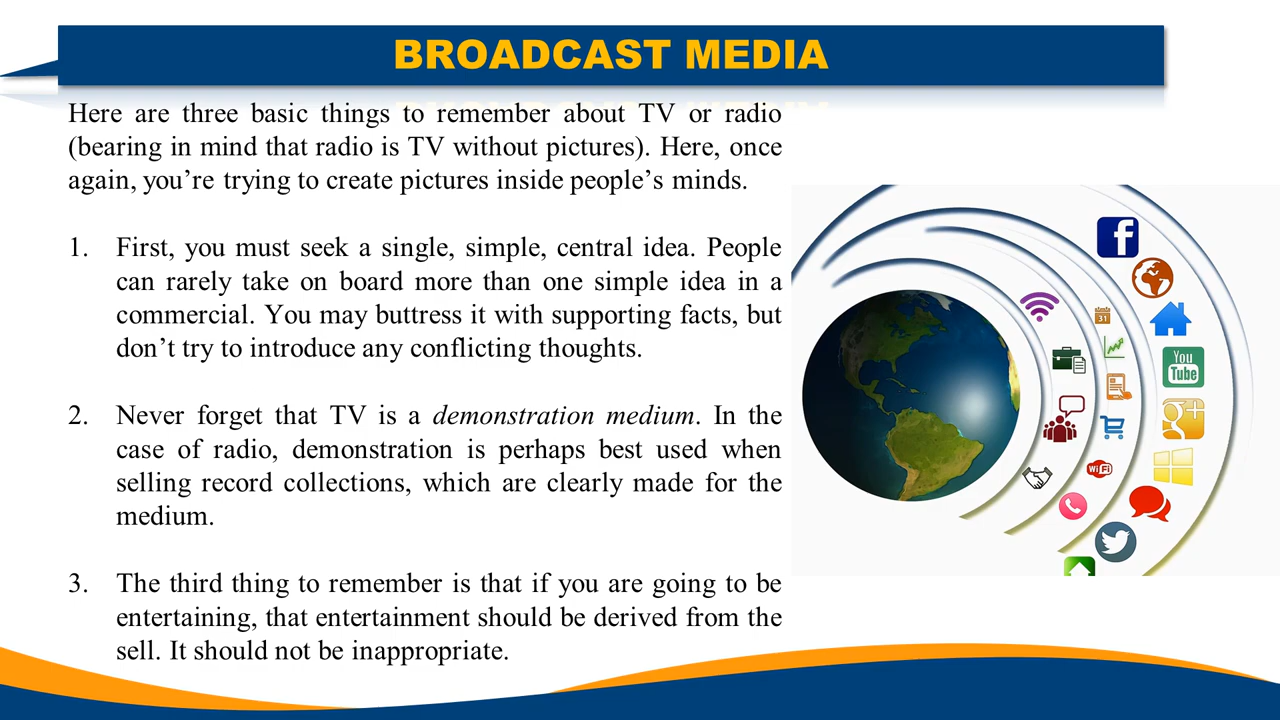 BROADCAST MEDIA
Here are three basic things to remember about TV or radio
(bearing in mind that radio is TV without pictures). Here, once
again, you’re trying to create pictures inside people’s minds.
1. First, you must seek a single, simple, central idea. People
can rarely take on board more than one simple idea in a
commercial. You may buttress it with supporting facts, but
don’t try to introduce any conflicting thoughts.
2. Never forget that TV is a demonstration medium. In the
case of radio, demonstration is perhaps best used when
selling record collections, which are clearly made for the
medium.
3. The third thing to remember is that if you are going to be
entertaining, that entertainment should be derived from the
sell. It should not be inappropriate.
f
31
You
Tube
g+
WiFi